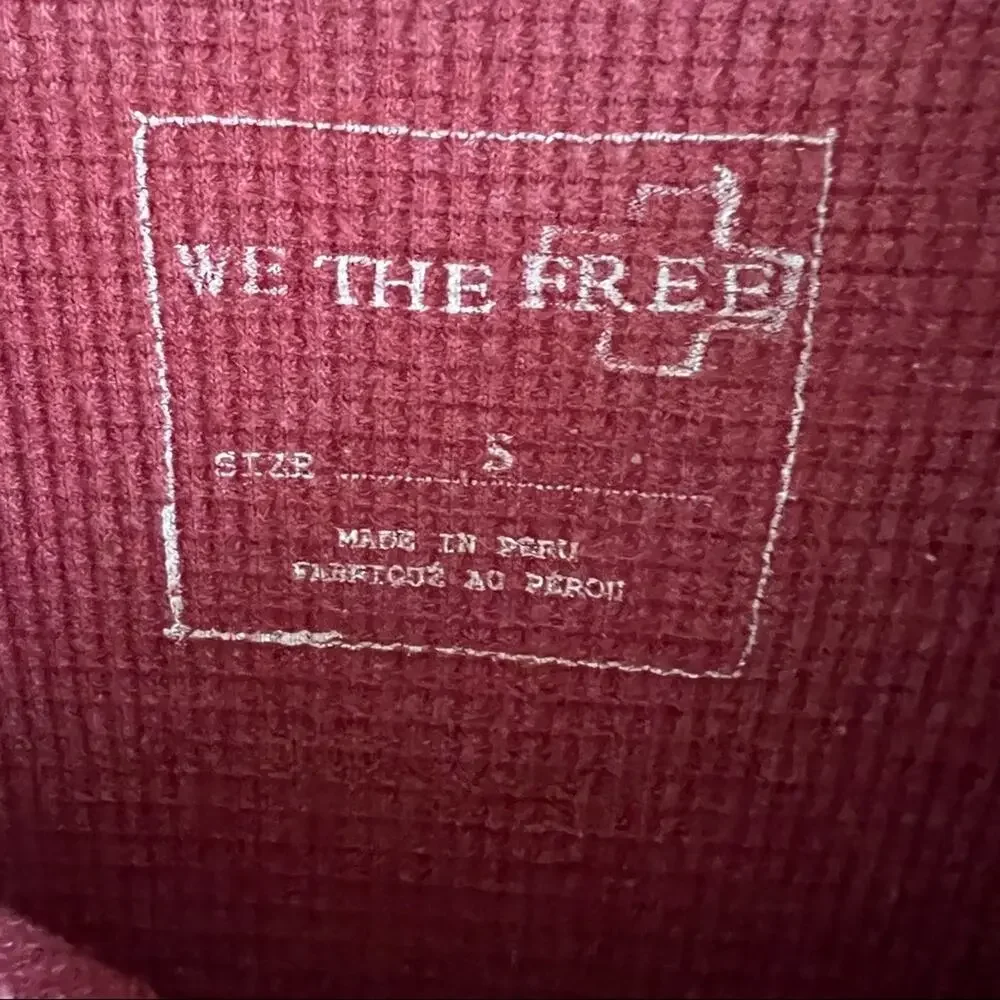 WE THE FREE
SIZE S
MADE IN PERU
FABRIQUÉ AU PÉROU